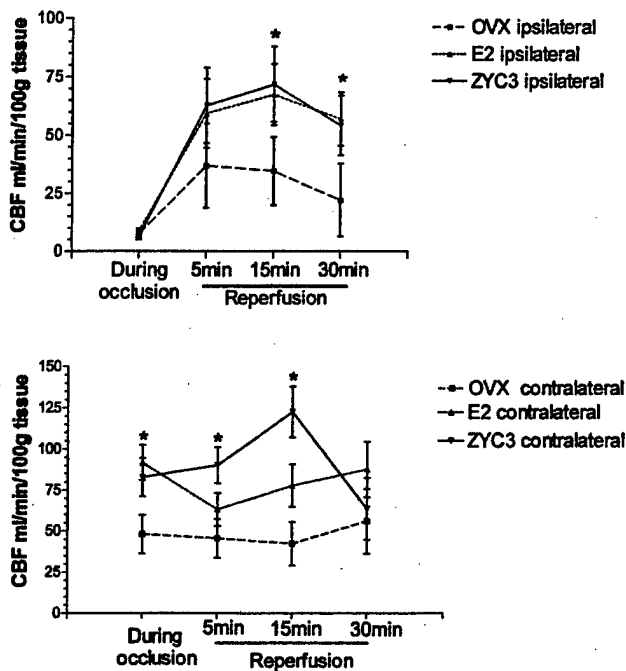 100
75
50
25
0
CBF ml/min/100g tissue
*
*
OVX ipsilateral
E2 ipsilateral
ZYC3 ipsilateral
During occlusion
5min 15min 30min
Reperfusion
150
125
100
75
50
25
0
CBF ml/min/100g tissue
*
*
*
OVX contralateral
E2 contralateral
ZYC3 contralateral
During occlusion
5min 15min 30min
Reperfusion